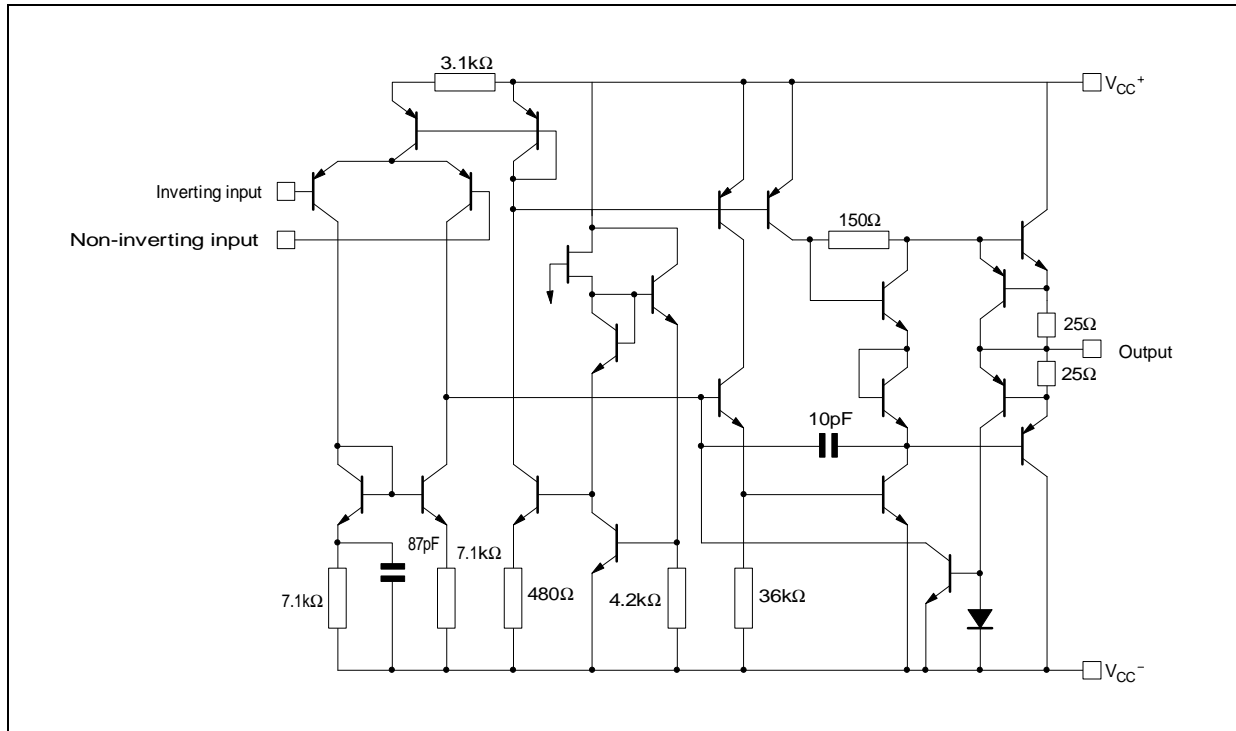 3.1kΩ
VCC+
Inverting input
150Ω
Non-inverting input
25Ω
Output
25Ω
10pF
87pF
7.1kΩ
7.1kΩ
480Ω
4.2kΩ
36kΩ
VCC−